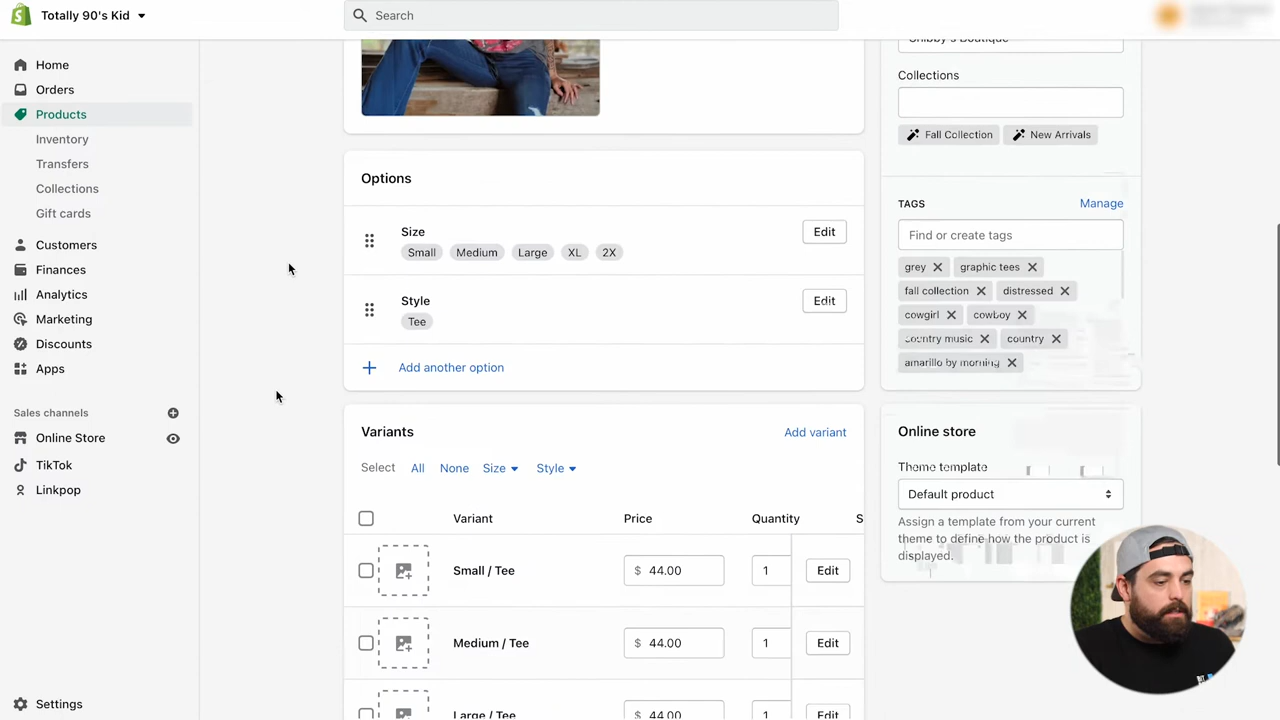 Totally 90's Kid
Search
Home
Orders
Products
Inventory
Transfers
Collections
Gift cards
Customers
Finances
Analytics
Marketing
Discounts
Apps
Sales channels
Online Store
TikTok
Linkpop
Settings
Options
Size
Edit
Small Medium Large XL 2X
Style
Edit
Tee
Add another option
Variants
Add variant
Select All None Size Style
Variant Price Quantity S
Small / Tee $ 44.00 1 Edit
Medium / Tee $ 44.00 1 Edit
Large / Tee $ 44.00 1 Edit
Collections
Fall Collection New Arrivals
TAGS Manage
Find or create tags
grey graphic tees
fall collection distressed
cowgirl cowboy
country music country
amarillo by morning
Online store
Theme template
Default product
Assign a template from your current
theme to define how the product is
displayed.